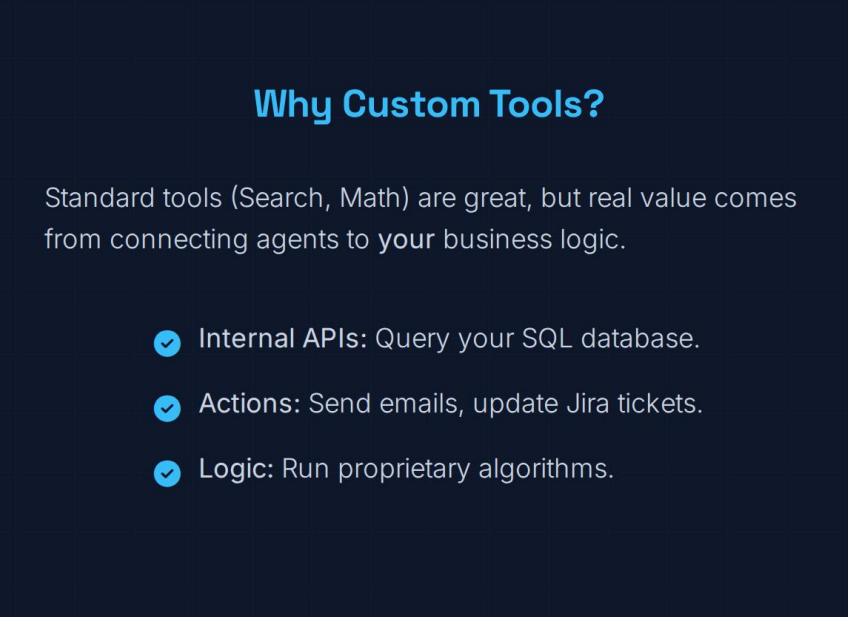 Why Custom Tools?
Standard tools (Search, Math) are great, but real value comes
from connecting agents to your business logic.
Internal APIs: Query your SQL database.
Actions: Send emails, update Jira tickets.
Logic: Run proprietary algorithms.